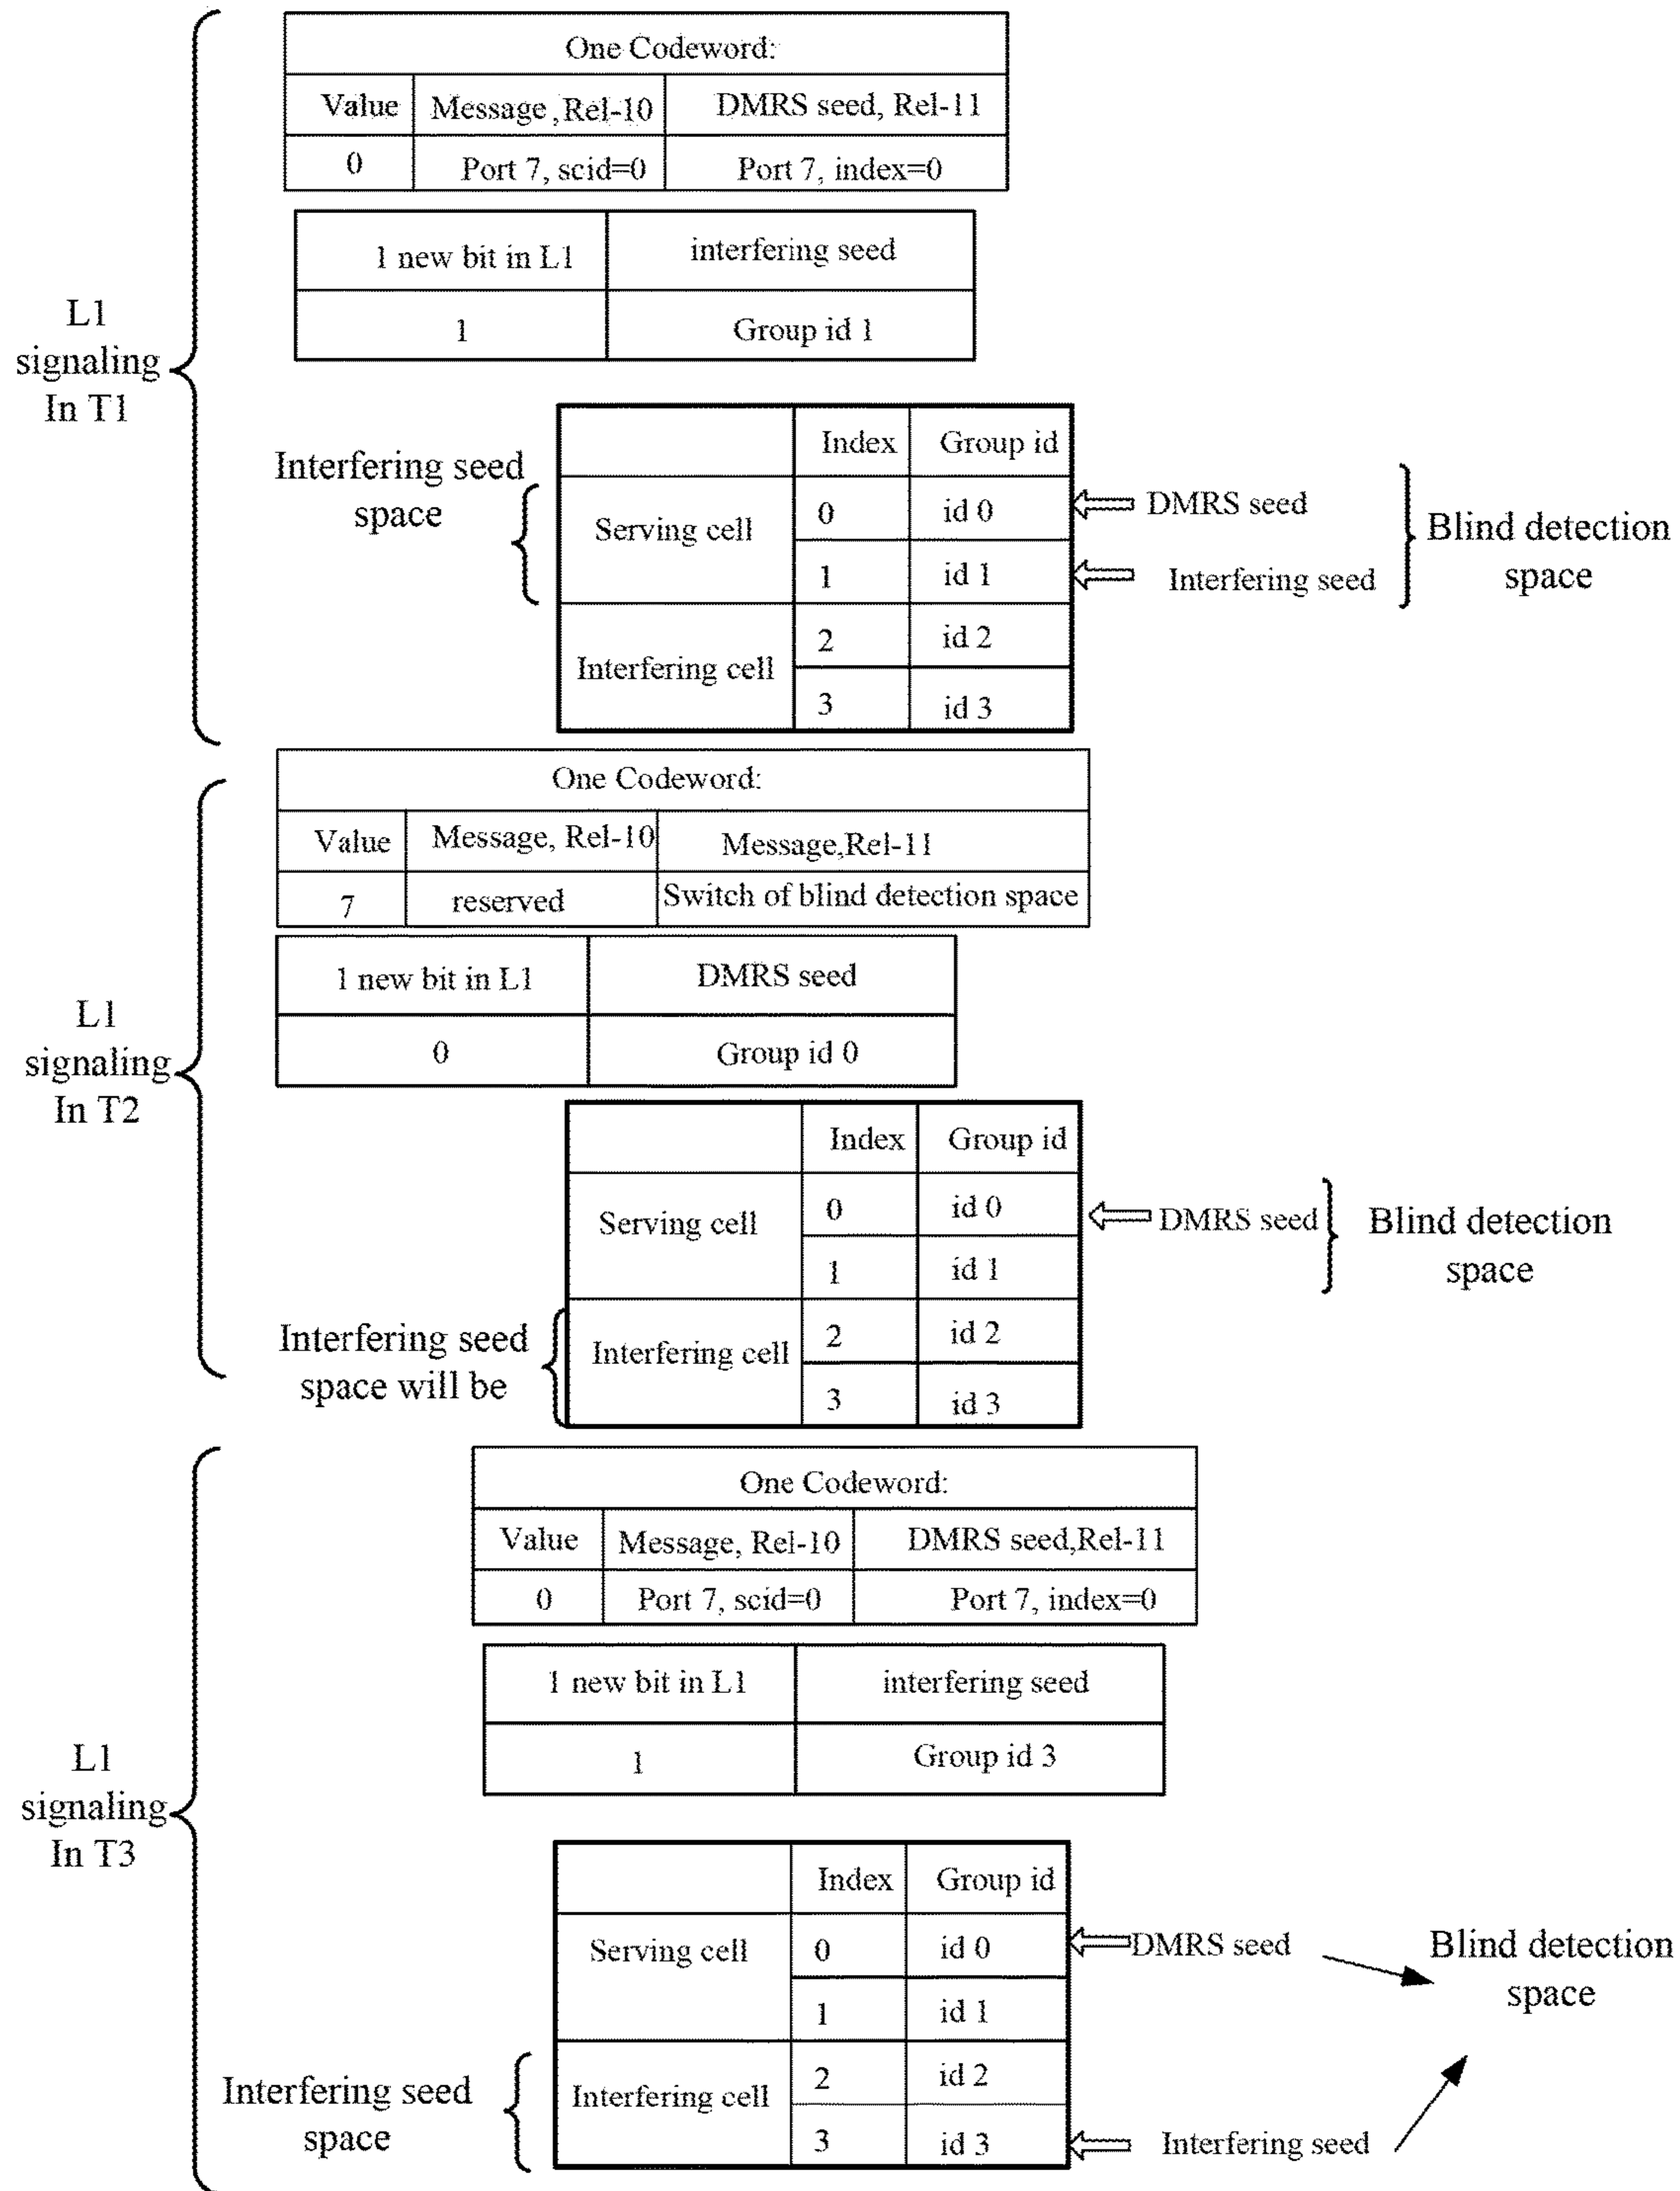 One Codeword:
Value Message,Rel-10 DMRS seed, Rel-11
0 Port 7, scid=0 Port 7, index=0
1 new bit in L1 interfering seed
1 Group id 1
L1
signaling
In T1
Interfering seed
space
Index Group id
Serving cell 0 id 0 DMRS seed
1 id 1 Interfering seed
Blind detection
space
Interfering cell 2 id 2
3 id 3
One Codeword:
Value Message, Rel-10 Message,Rel-11
7 reserved Switch of blind detection space
1 new bit in L1 DMRS seed
0 Group id 0
L1
signaling
In T2
Index Group id
Serving cell 0 id 0 DMRS seed
1 id 1
Blind detection
space
Interfering seed
space will be
Interfering cell 2 id 2
3 id 3
One Codeword:
Value Message, Rel-10 DMRS seed,Rel-11
0 Port 7, scid=0 Port 7, index=0
1 new bit in L1 interfering seed
1 Group id 3
L1
signaling
In T3
Index Group id
Serving cell 0 id 0 DMRS seed
1 id 1
Blind detection
space
Interfering seed
space
Interfering cell 2 id 2
3 id 3 Interfering seed